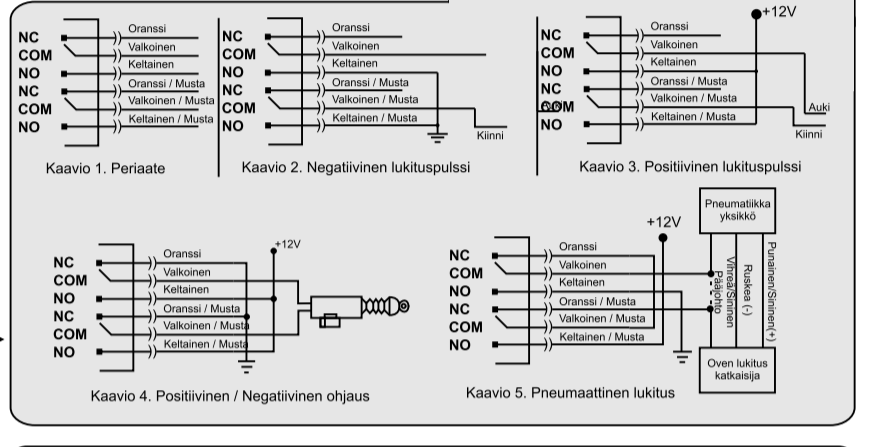 NC Oranssi
COM Valkoinen
NO Keltainen
NC Oranssi / Musta
COM Valkoinen / Musta
NO Keltainen / Musta
Kaavio 1. Periaate
NC Oranssi
COM Valkoinen
NO Keltainen
NC Oranssi / Musta
COM Valkoinen / Musta
NO Keltainen / Musta
Kiinni
Kaavio 2. Negatiivinen lukituspulssi
+12V
NC Oranssi
COM Valkoinen
NO Keltainen
NC Oranssi / Musta
COM Valkoinen / Musta
NO Keltainen / Musta
Auki
Kiinni
Kaavio 3. Positiivinen lukituspulssi
+12V
NC Oranssi
COM Valkoinen
NO Keltainen
NC Oranssi / Musta
COM Valkoinen / Musta
NO Keltainen / Musta
Kaavio 4. Positiivinen / Negatiivinen ohjaus
+12V
NC Oranssi
COM Valkoinen
NO Keltainen
NC Oranssi / Musta
COM Valkoinen / Musta
NO Keltainen / Musta
Pneumatiikka
yksikkö
Pääjohto
Vihreä/Sininen
Ruskea (-)
Punainen/Sininen(+)
Oven lukitus
katkaisija
Kaavio 5. Pneumaattinen lukitus